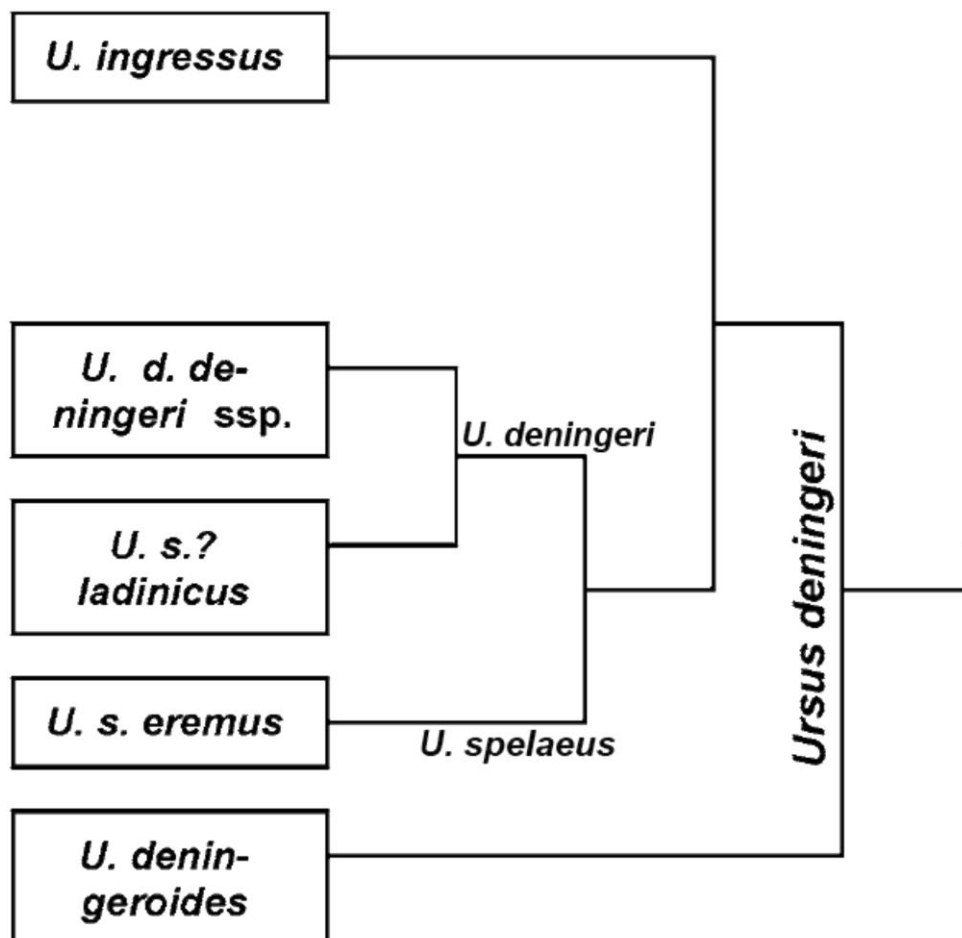 U. ingressus
U. d. de-
ningeri ssp.
U. deningeri
U. s.?
ladinicus
U. s. eremus
U. spelaeus
U. denin-
geroides
Ursus deningeri